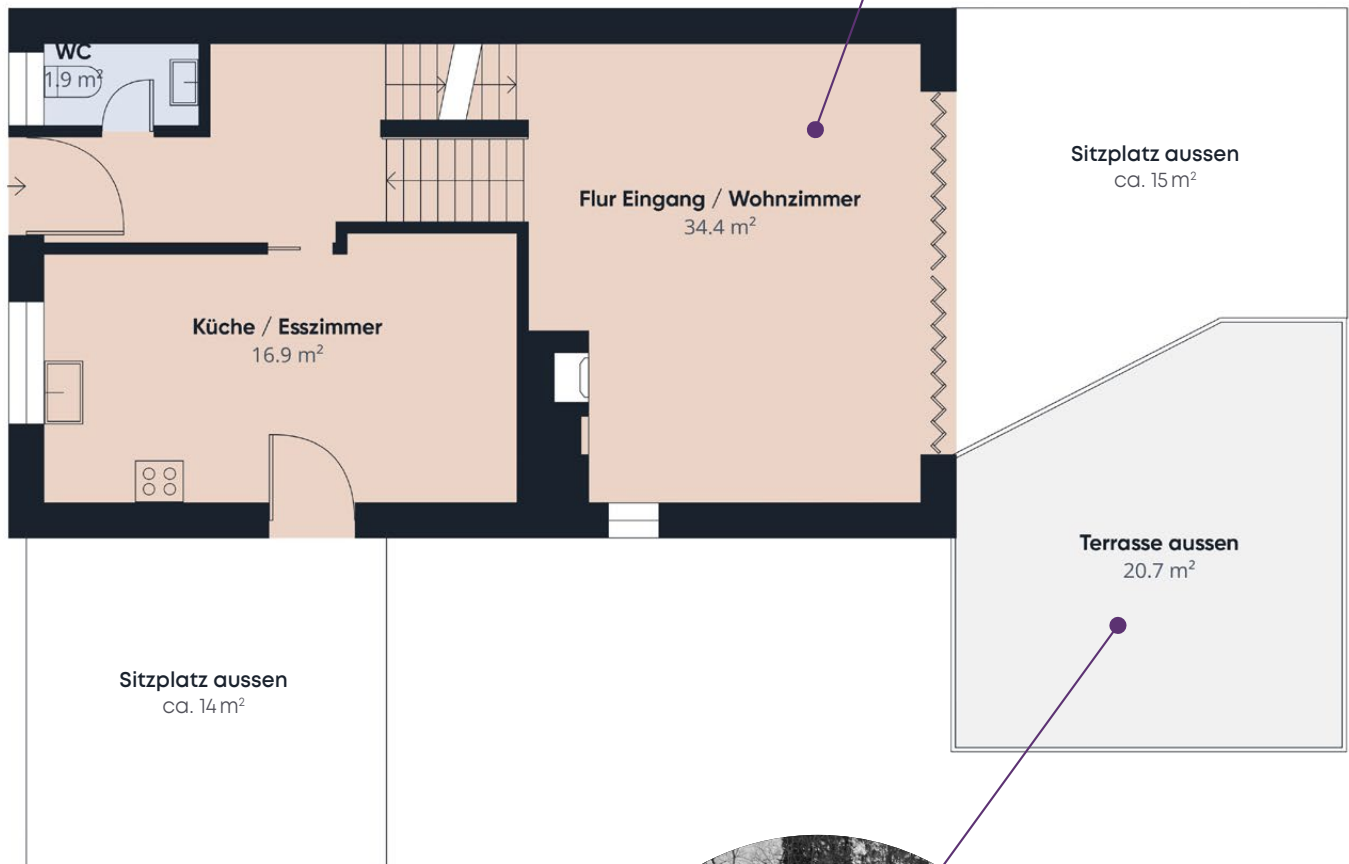 WC
1.9 m²
Sitzplatz aussen
ca. 15 m²
Flur Eingang / Wohnzimmer
34.4 m²
Küche / Esszimmer
16.9 m²
Terrasse aussen
20.7 m²
Sitzplatz aussen
ca. 14 m²